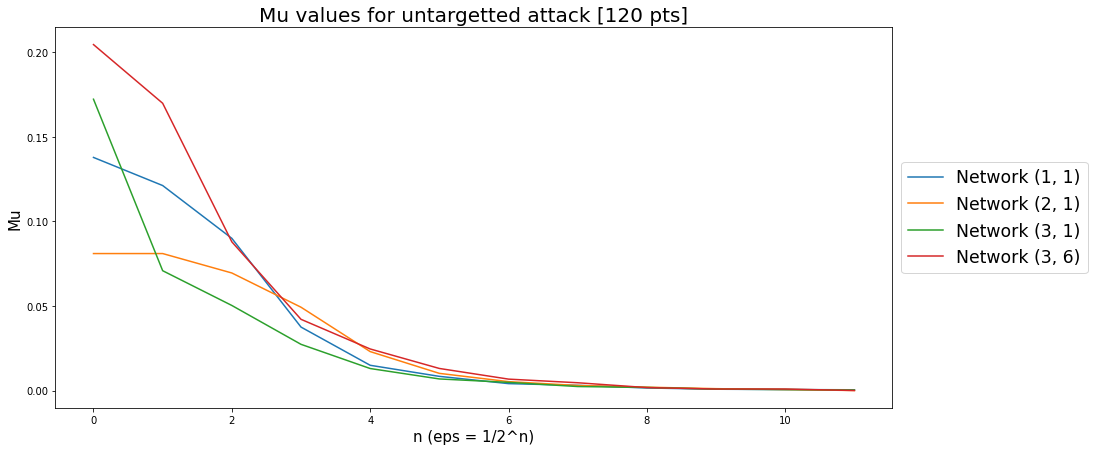 Mu values for untargetted attack [120 pts]
0.20
0.15
0.10
0.05
0.00
Mu
0 2 4 6 8 10
n (eps = 1/2^n)
Network (1, 1)
Network (2, 1)
Network (3, 1)
Network (3, 6)